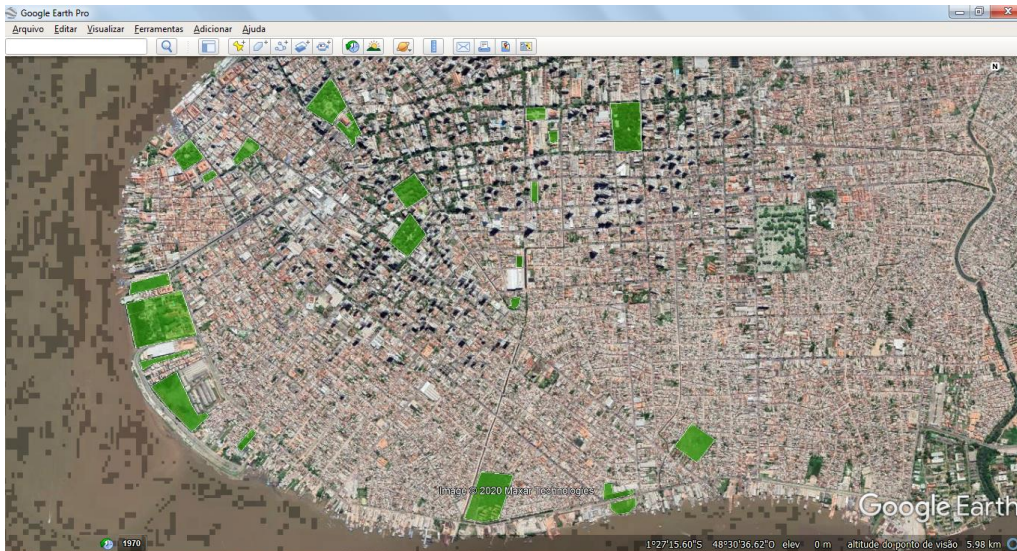 Google Earth Pro
Arquivo Editar Visualizar Ferramentas Adicionar Ajuda
N
Image © 2020 Maxar Technologies
Google Earth
1970
1°27'15.60"S 48°30'36.62"O elev 0 m altitude do ponto de visão 5.98 km